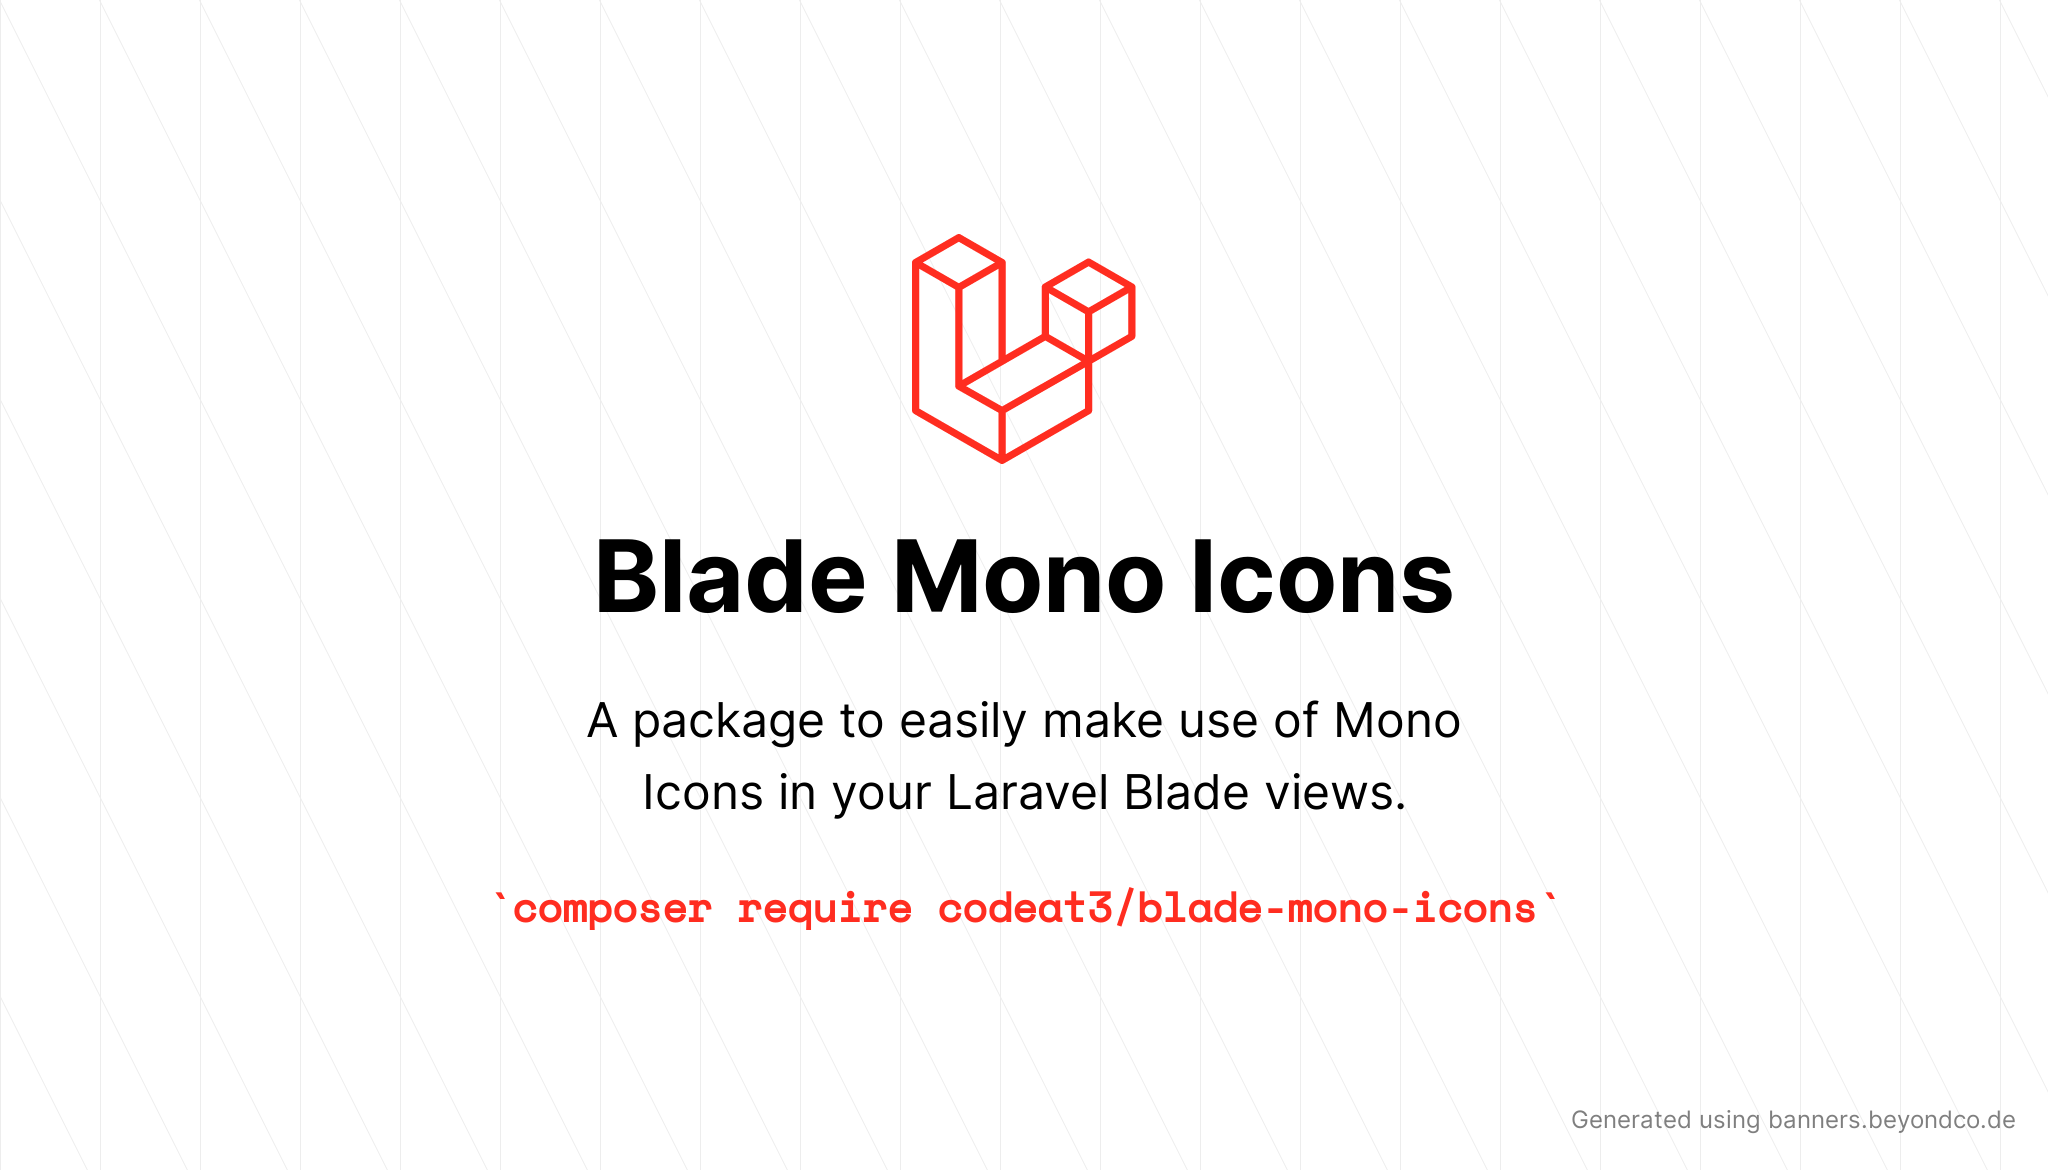 Blade Mono Icons
A package to easily make use of Mono
Icons in your Laravel Blade views.
`composer require codeat3/blade-mono-icons`
Generated using banners.beyondco.de